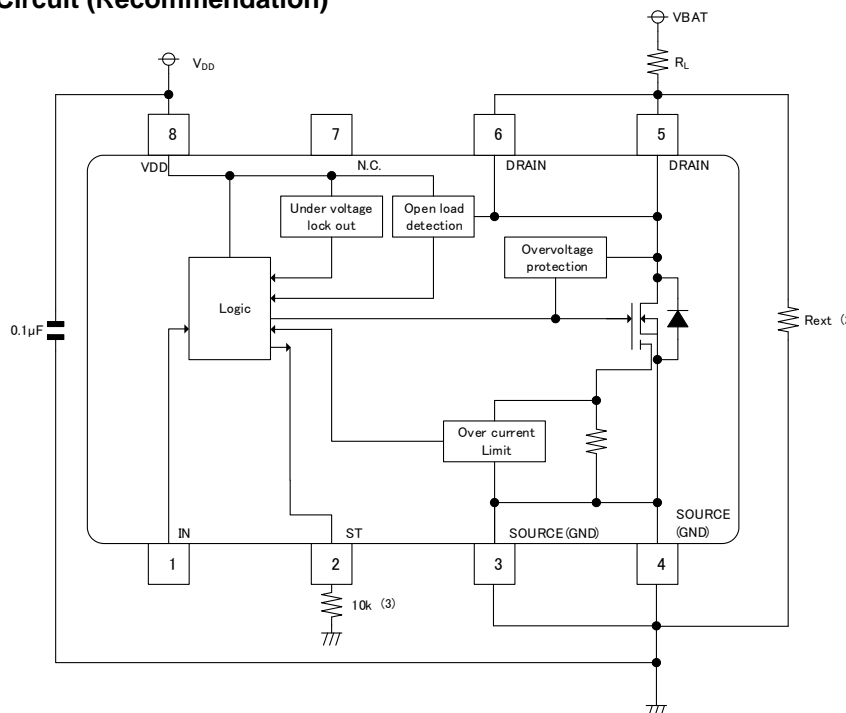 Circuit (Recommendation)
VBAT
VDD
RL
8
7
6
5
VDD
N.C.
DRAIN
DRAIN
Under voltage
lock out
Open load
detection
Overvoltage
protection
Logic
0.1μF
Rext (
Over current
Limit
IN
ST
SOURCE(GND)
SOURCE
(GND)
1
2
3
4
10k (3)